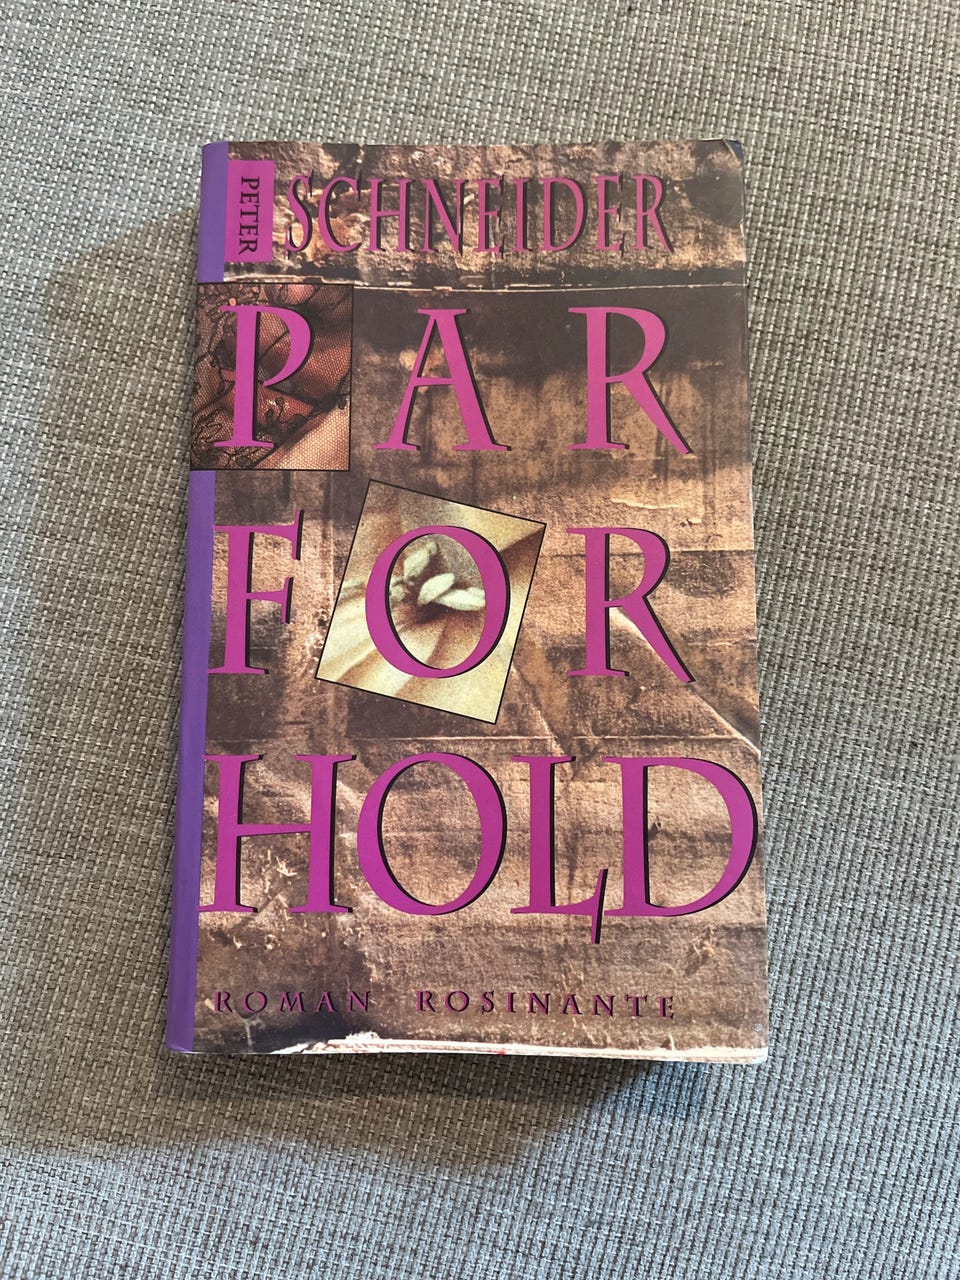 PETER SCHNEIDER
PAR
FOR
HOLD
ROMAN ROSINANTE